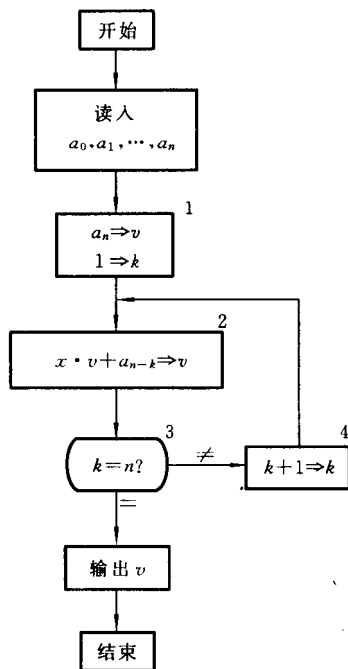 开始
读入
a₀,a₁,⋯,aₙ
1
aₙ⇒v
1⇒k
2
x·v+aₙ₋ₖ⇒v
3
k=n?
≠
4
k+1⇒k
=
输出 v
结束